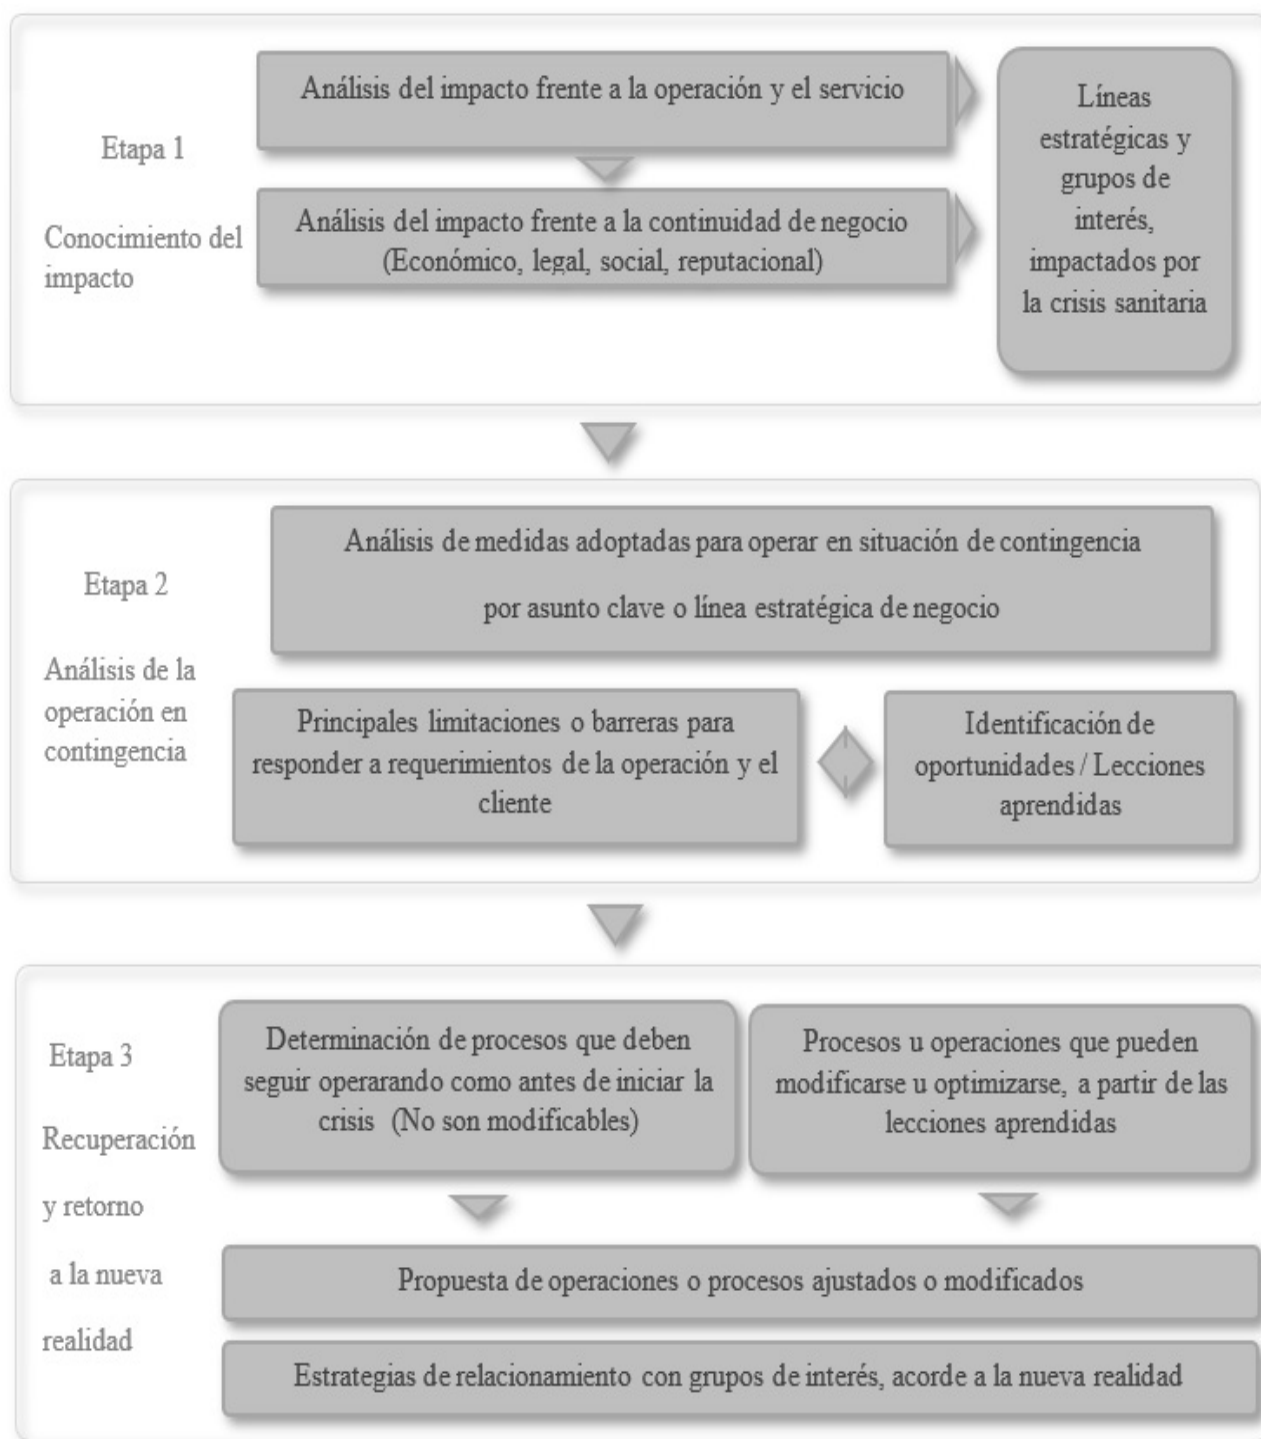 Etapa 1
Conocimiento del
impacto
Análisis del impacto frente a la operación y el servicio
Análisis del impacto frente a la continuidad de negocio
(Económico, legal, social, reputacional)
Líneas
estratégicas y
grupos de
interés,
impactados por
la crisis sanitaria
Etapa 2
Análisis de la
operación en
contingencia
Análisis de medidas adoptadas para operar en situación de contingencia
por asunto clave o línea estratégica de negocio
Principales limitaciones o barreras para
responder a requerimientos de la operación y el
cliente
Identificación de
oportunidades / Lecciones
aprendidas
Etapa 3
Recuperación
y retorno
a la nueva
realidad
Determinación de procesos que deben
seguir operarando como antes de iniciar la
crisis (No son modificables)
Procesos u operaciones que pueden
modificarse u optimizarse, a partir de las
lecciones aprendidas
Propuesta de operaciones o procesos ajustados o modificados
Estrategias de relacionamiento con grupos de interés, acorde a la nueva realidad